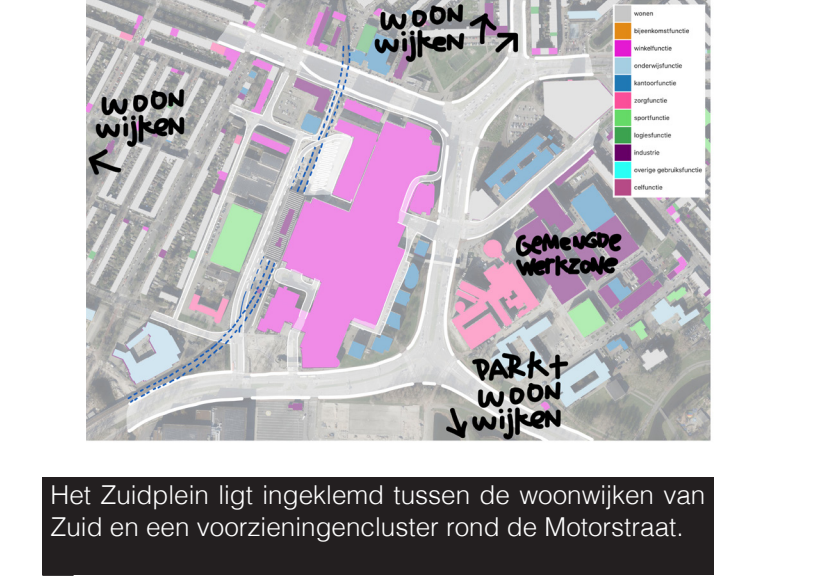 WOON
wijken
WOON
wijken
wonen
bijeenkomstfunctie
winkelfunctie
onderwijsfunctie
kantoorfunctie
zorgfunctie
sportfunctie
logiesfunctie
industrie
overige gebruiksfunctie
celfunctie
GEMENGDE
WERKZONE
PARK+
WOON
wijken
Het Zuidplein ligt ingeklemd tussen de woonwijken van
Zuid en een voorzieningencluster rond de Motorstraat.